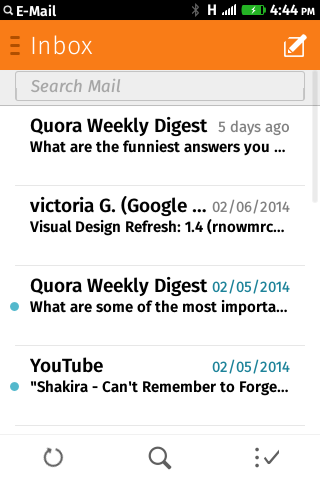 E-Mail H 4:44 PM
Inbox
Search Mail
Quora Weekly Digest 5 days ago
What are the funniest answers you ...
victoria G. (Google ... 02/06/2014
Visual Design Refresh: 1.4 (rnowmrc...
Quora Weekly Digest 02/05/2014
What are some of the most importa...
YouTube 02/05/2014
"Shakira - Can't Remember to Forge...